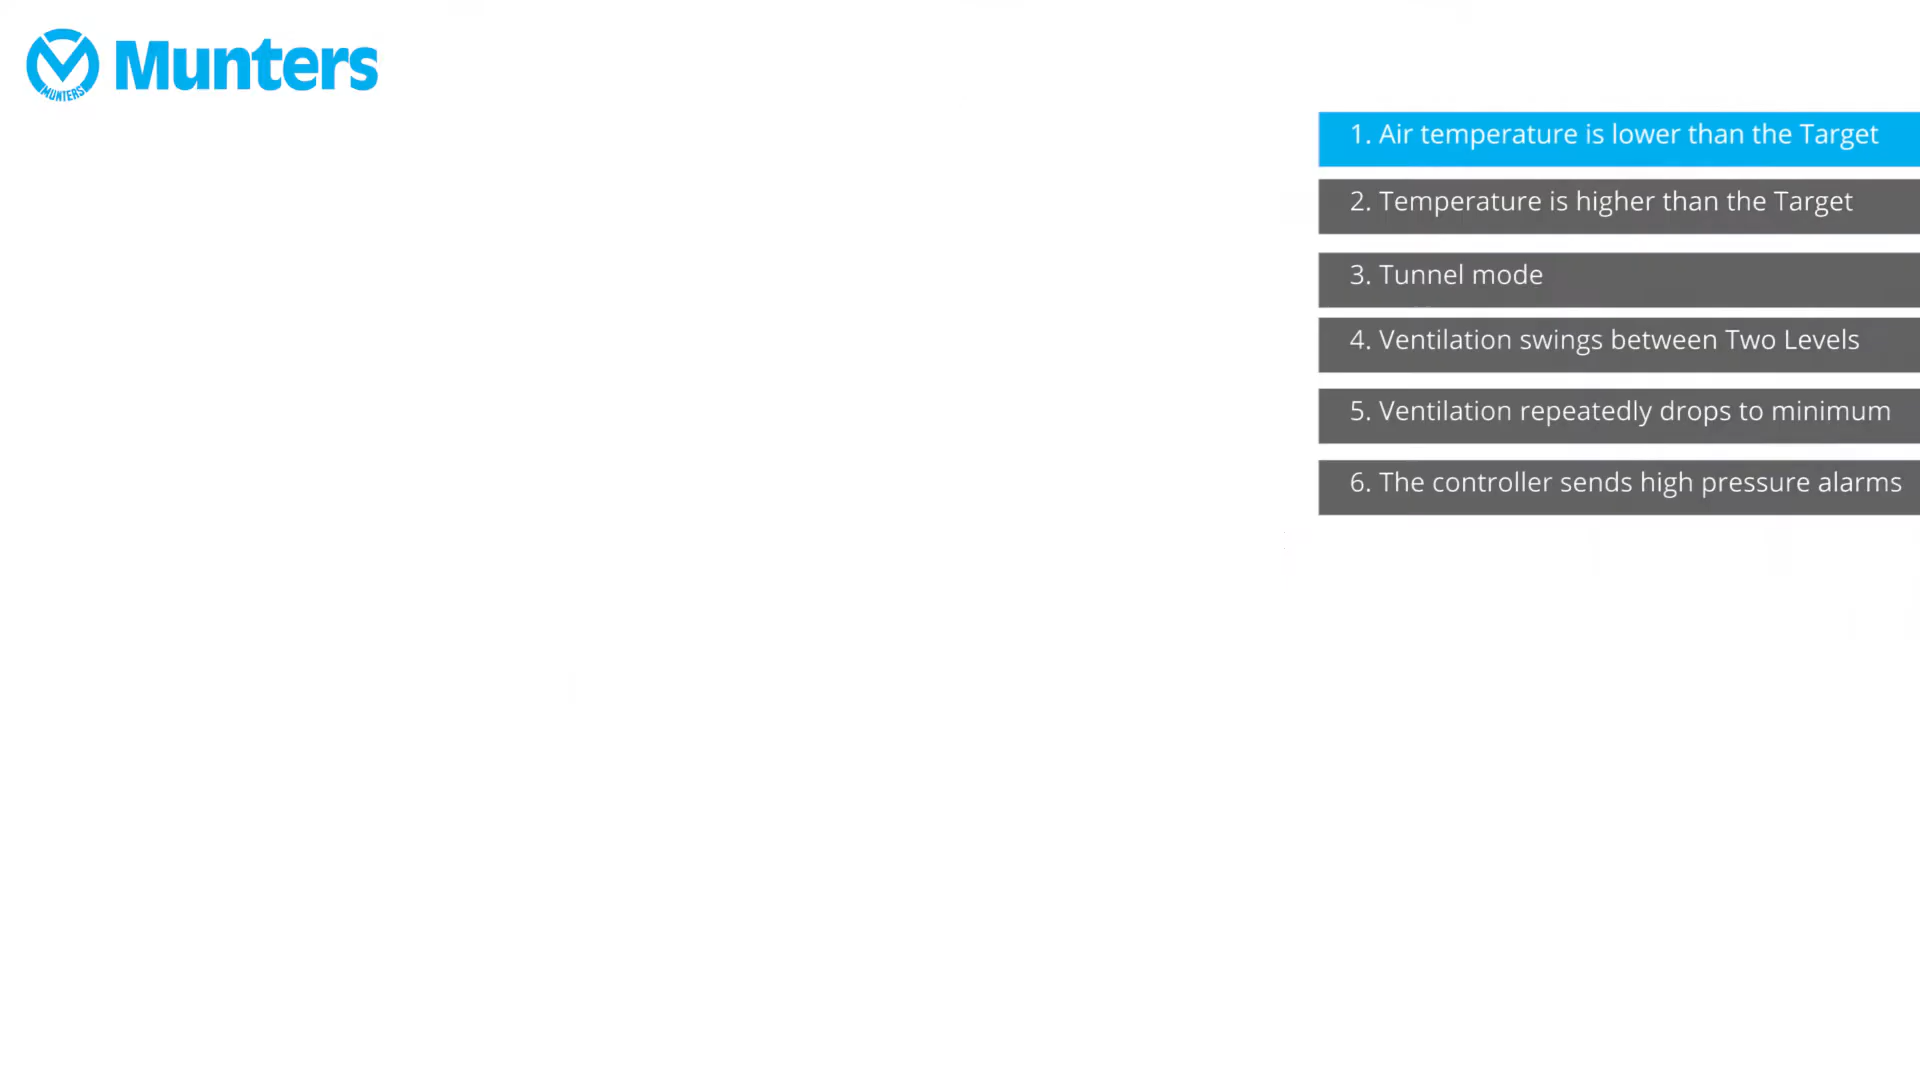 MUNTERS
Munters
1. Air temperature is lower than the Target
2. Temperature is higher than the Target
3. Tunnel mode
4. Ventilation swings between Two Levels
5. Ventilation repeatedly drops to minimum
6. The controller sends high pressure alarms